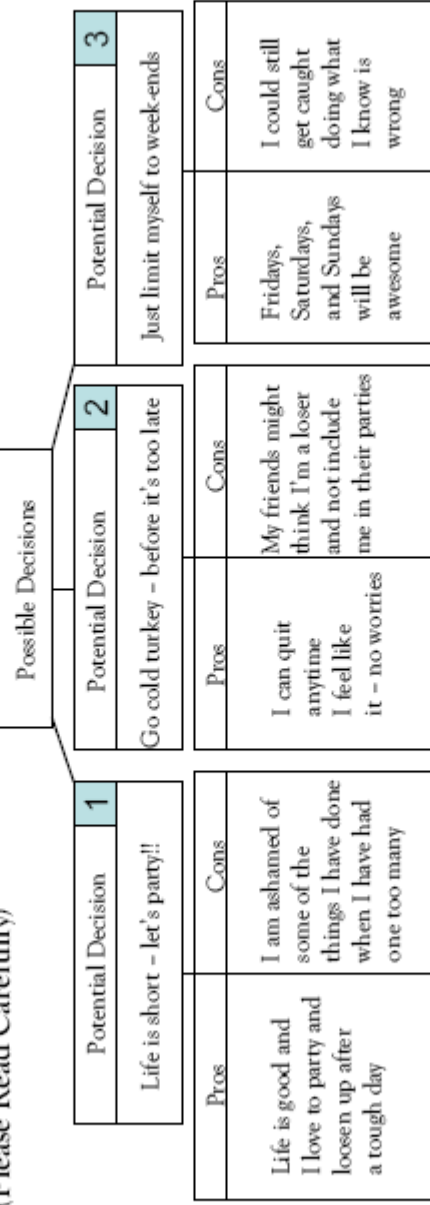 (Please Read Carefully)
Possible Decisions
Potential Decision 1
Life is short – let's party!!
Pros
Life is good and
I love to party and
loosen up after
a tough day
Cons
I am ashamed of
some of the
things I have done
when I have had
one too many
Potential Decision 2
Go cold turkey – before it's too late
Pros
I can quit
anytime
I feel like
it – no worries
Cons
My friends might
think I'm a loser
and not include
me in their parties
Potential Decision 3
Just limit myself to week-ends
Pros
Fridays,
Saturdays,
and Sundays
will be
awesome
Cons
I could still
get caught
doing what
I know is
wrong